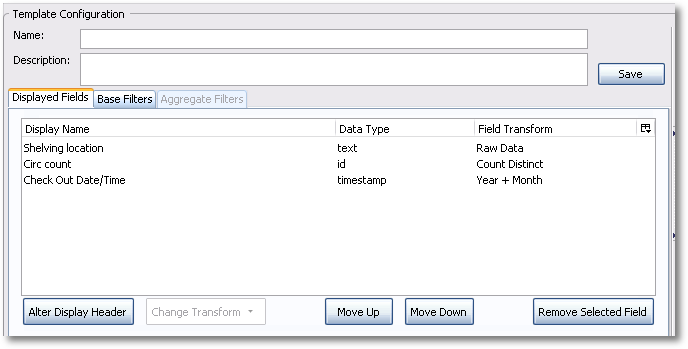 Template Configuration
Name:
Description:
Save
Displayed Fields Base Filters Aggregate Filters
Display Name Data Type Field Transform
Shelving location text Raw Data
Circ count id Count Distinct
Check Out Date/Time timestamp Year + Month
Alter Display Header Change Transform Move Up Move Down Remove Selected Field